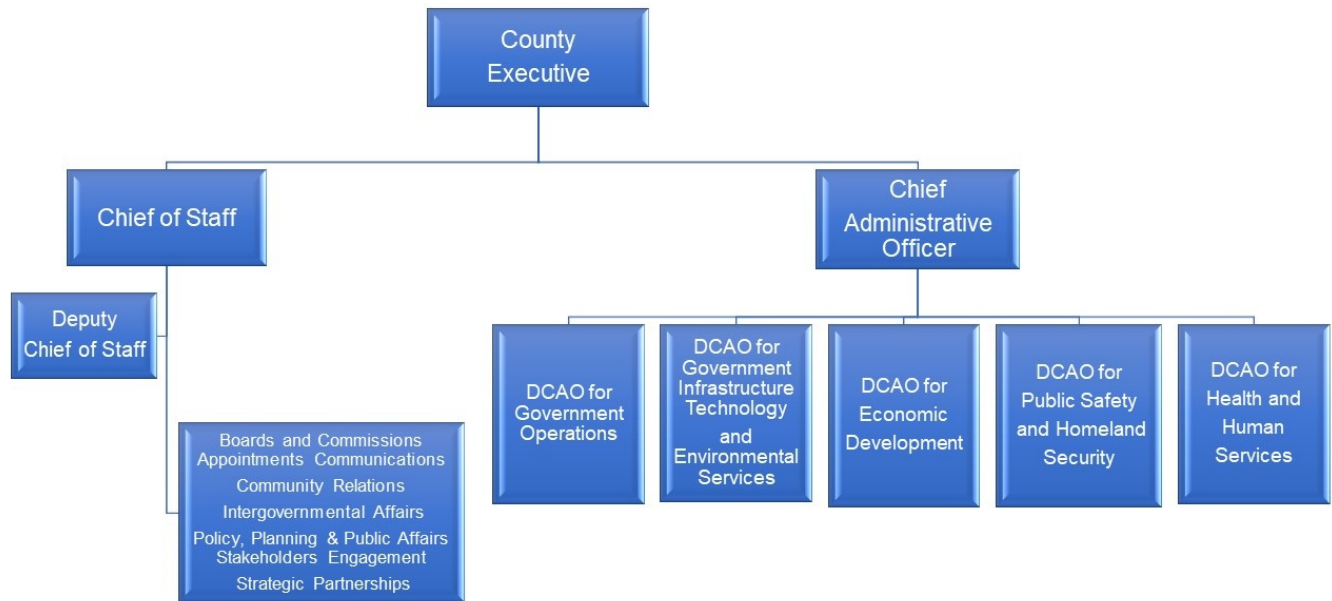 County
Executive
Chief of Staff
Chief
Administrative
Officer
Deputy
Chief of Staff
Boards and Commissions
Appointments Communications
Community Relations
Intergovernmental Affairs
Policy, Planning & Public Affairs
Stakeholders Engagement
Strategic Partnerships
DCAO for
Government
Operations
DCAO for
Government
Infrastructure
Technology
and
Environmental
Services
DCAO for
Economic
Development
DCAO for
Public Safety
and Homeland
Security
DCAO for
Health and
Human
Services